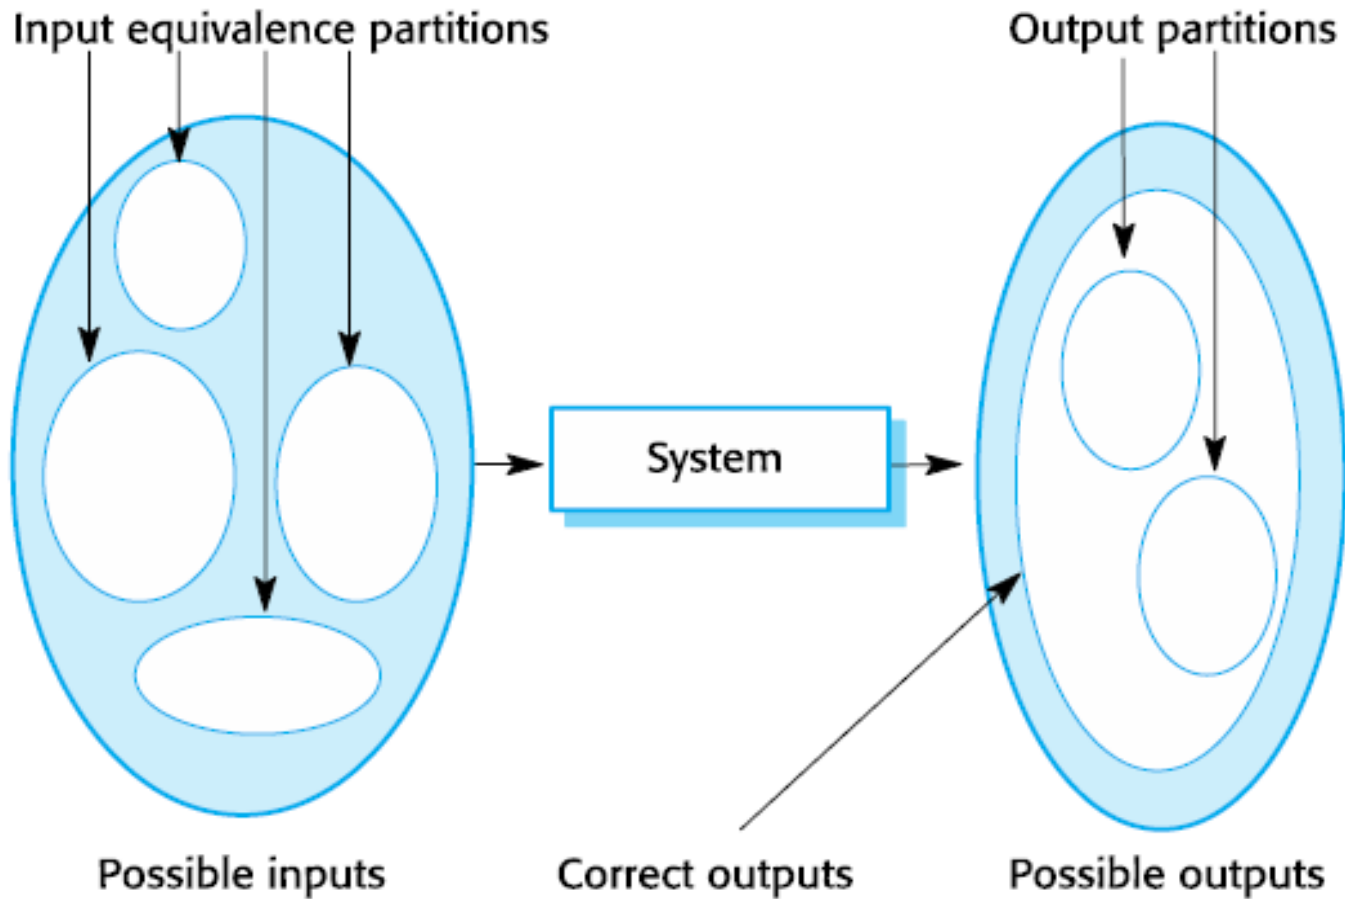 Input equivalence partitions
Output partitions
System
Possible inputs
Correct outputs
Possible outputs